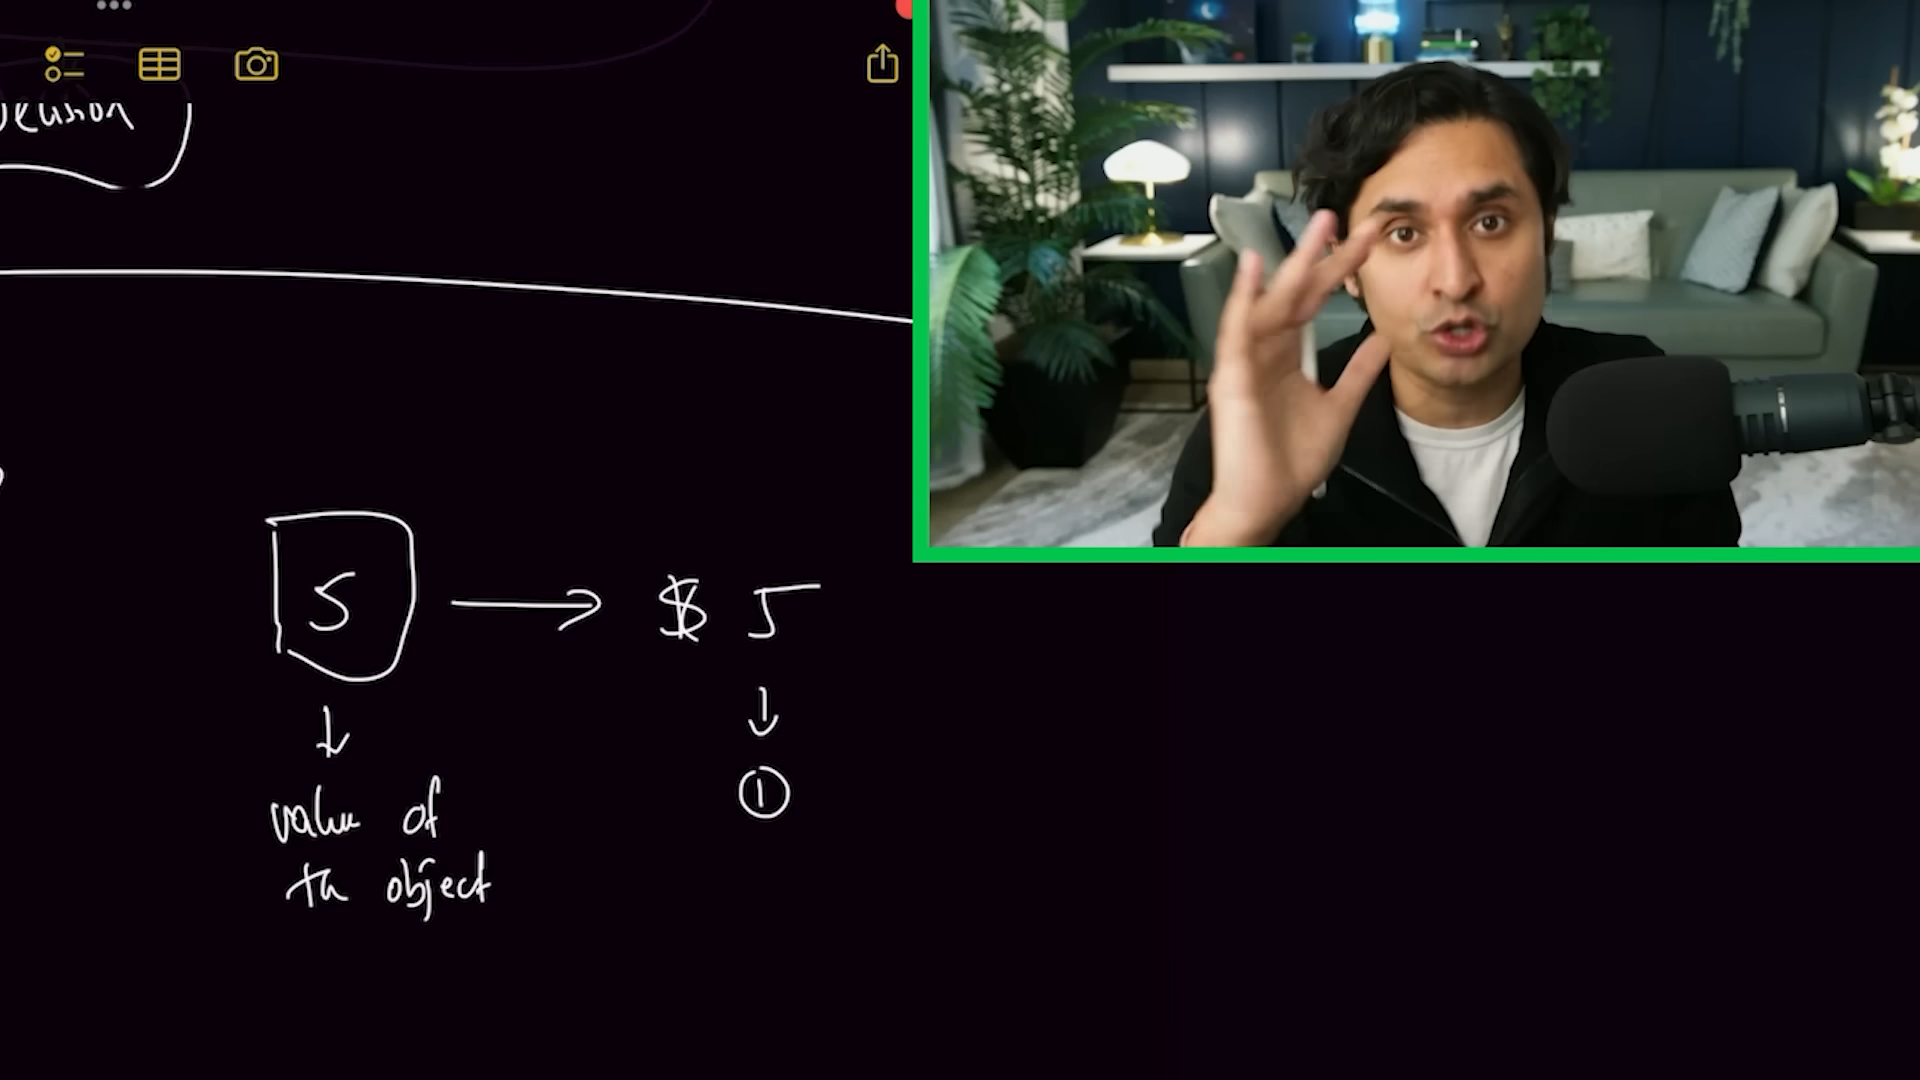 5 → $ 5
↓ ↓
①
value of
the object